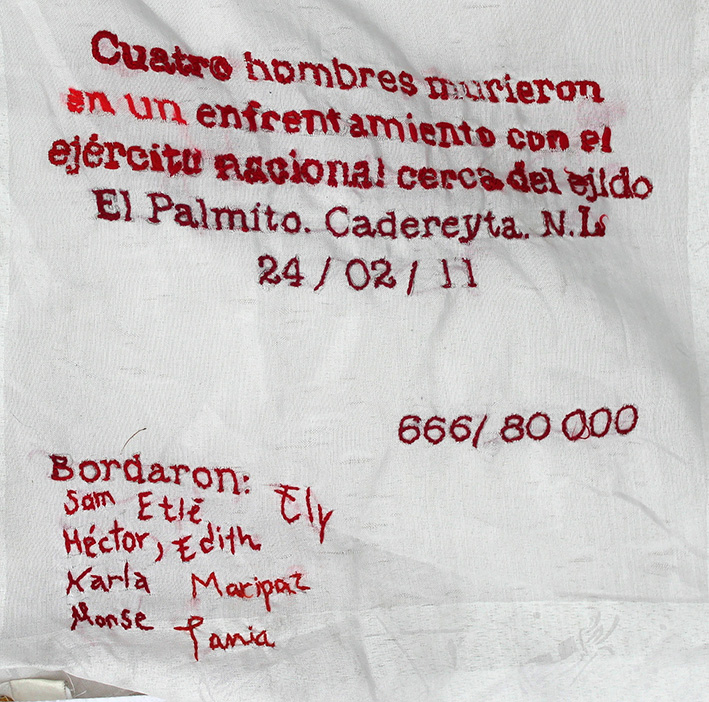 Cuatro hombres murieron
en un enfrentamiento con el
ejército nacional cerca del ejido
El Palmito. Cadereyta. N.L
24 / 02 / 11
666/ 80 000
Bordaron:
Sam Etlé Ely
Héctor, Edith
Karla Maripaz
Monse Tania